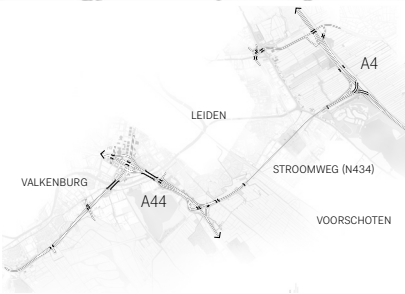 A4
LEIDEN
STROOMWEG (N434)
VALKENBURG
A44
VOORSCHOTEN